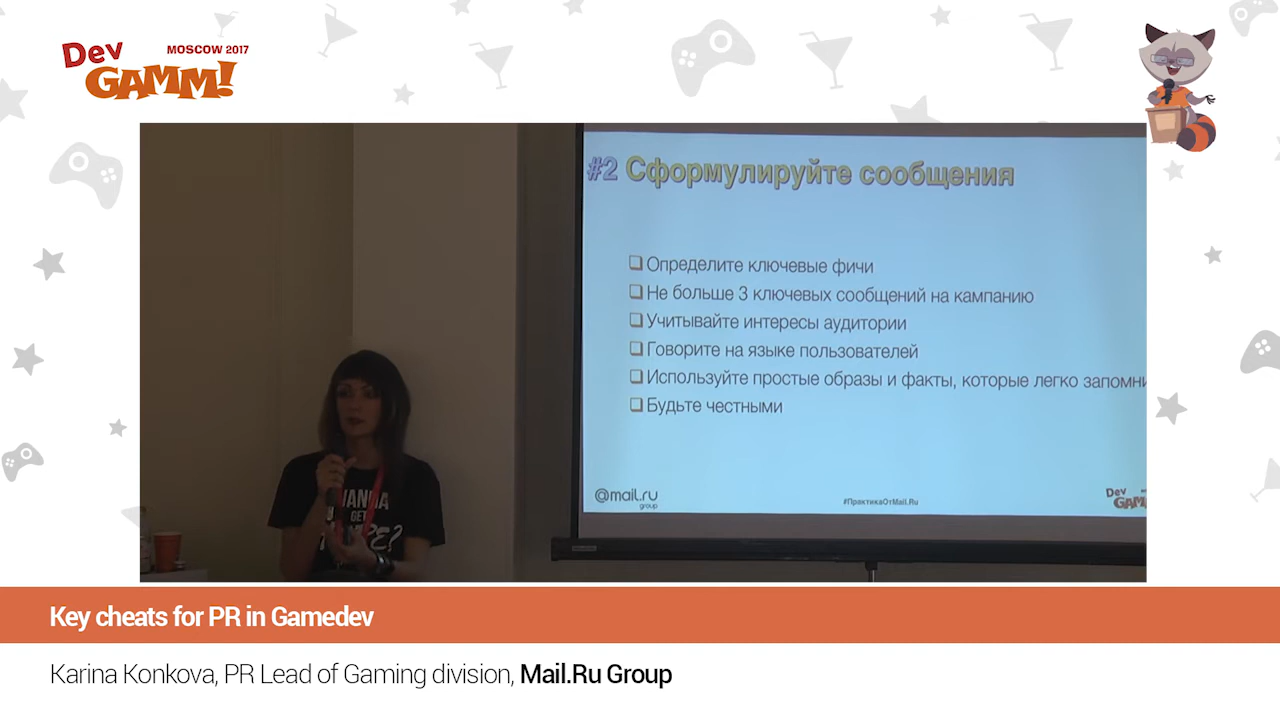 Dev
GAMM!
MOSCOW 2017
#2 Сформулируйте сообщения
Определите ключевые фичи
Не больше 3 ключевых сообщений на кампанию
Учитывайте интересы аудитории
Говорите на языке пользователей
Используйте простые образы и факты, которые легко
Будьте честными
@mail.ru
group
#ПрактикаОтMail.Ru
Dev
GET
Key cheats for PR in Gamedev
Karina Konkova, PR Lead of Gaming division, Mail.Ru Group